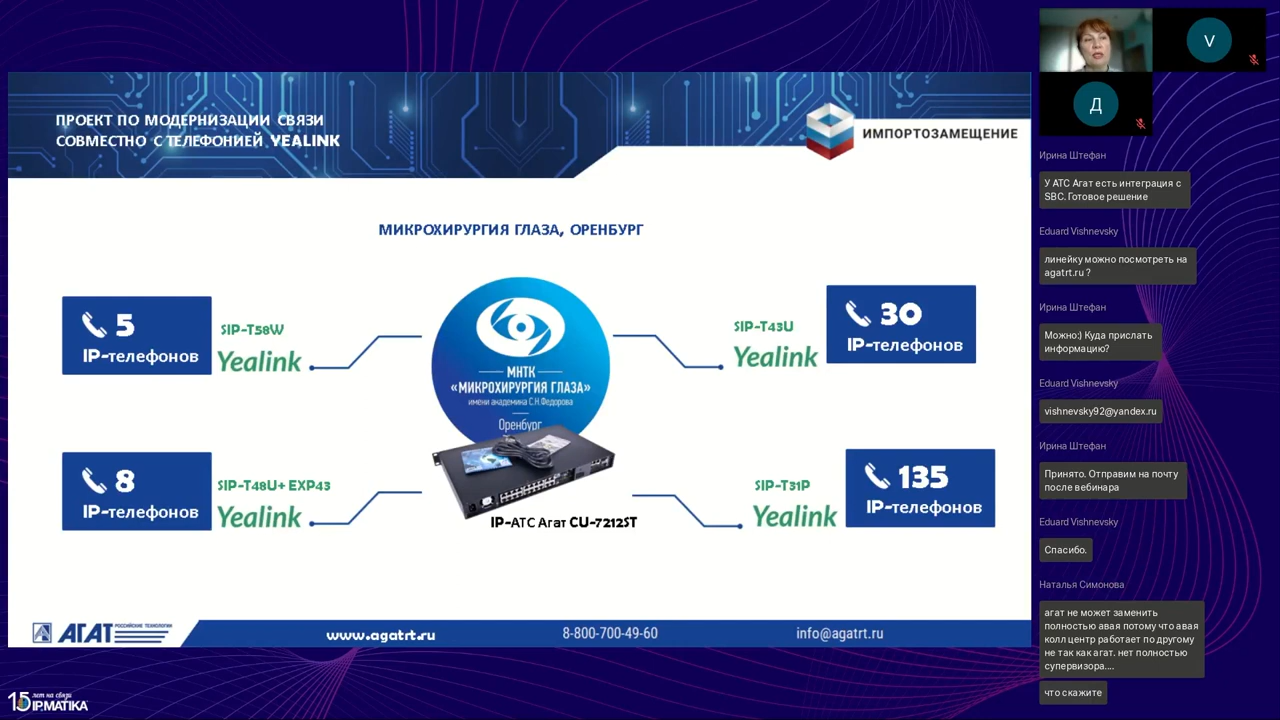 ПРОЕКТ ПО МОДЕРНИЗАЦИИ СВЯЗИ
СОВМЕСТНО С ТЕЛЕФОНИЕЙ YEALINK
ИМПОРТОЗАМЕЩЕНИЕ
МИКРОХИРУРГИЯ ГЛАЗА, ОРЕНБУРГ
5
IP-телефонов
SIP-T58W
Yealink
SIP-T43U
Yealink
30
IP-телефонов
МНТК
«МИКРОХИРУРГИЯ ГЛАЗА»
имени академика С.Н.Федорова
Оренбург
8
IP-телефонов
SIP-T48U+ EXP43
Yealink
SIP-T31P
Yealink
135
IP-телефонов
IP-АТС Агат CU-7212ST
АГАТ
РОССИЙСКИЕ ТЕХНОЛОГИИ
www.agatrt.ru
8-800-700-49-60
info@agatrt.ru
15 лет на связи
IPMATIKA
V
Д
Ирина Штефан
У АТС Агат есть интеграция с
SBC. Готовое решение
Eduard Vishnevsky
линейку можно посмотреть на
agatrt.ru ?
Ирина Штефан
Можно:) Куда прислать
информацию?
Eduard Vishnevsky
vishnevsky92@yandex.ru
Ирина Штефан
Принято. Отправим на почту
после вебинара
Eduard Vishnevsky
Спасибо.
Наталья Симонова
агат не может заменить
полностью авая потому что авая
колл центр работает по другому
не так как агат. нет полностью
супервизора....
что скажите